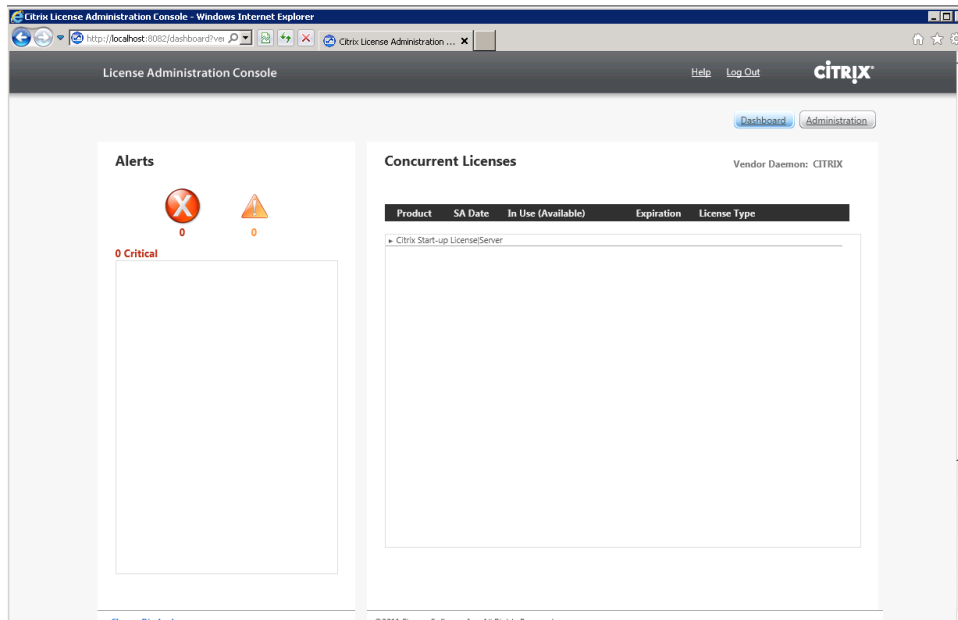 Citrix License Administration Console - Windows Internet Explorer
http://localhost:8082/dashboard?ver
Citrix License Administration ...
License Administration Console
Help Log Out CITRIX
Dashboard Administration
Alerts
0 0
0 Critical
Concurrent Licenses
Vendor Daemon: CITRIX
Product SA Date In Use (Available) Expiration License Type
Citrix Start-up License|Server